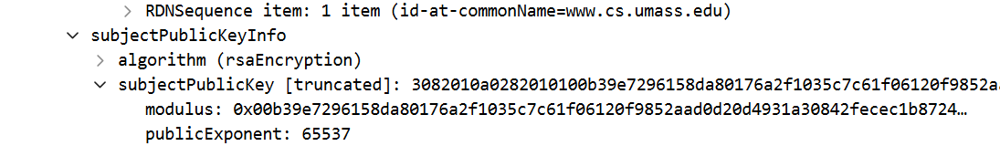 RDNSequence item: 1 item (id-at-commonName=www.cs.umass.edu)
subjectPublicKeyInfo
algorithm (rsaEncryption)
subjectPublicKey [truncated]: 3082010a0282010100b39e7296158da80176a2f1035c7c61f06120f9852a
modulus: 0x00b39e7296158da80176a2f1035c7c61f06120f9852aad0d20d4931a30842fecec1b8724…
publicExponent: 65537